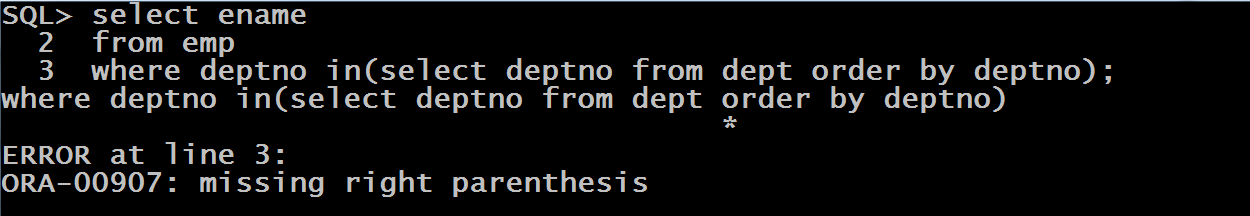 SQL> select ename
  2  from emp
  3  where deptno in(select deptno from dept order by deptno);
where deptno in(select deptno from dept order by deptno)
                                        *
ERROR at line 3:
ORA-00907: missing right parenthesis